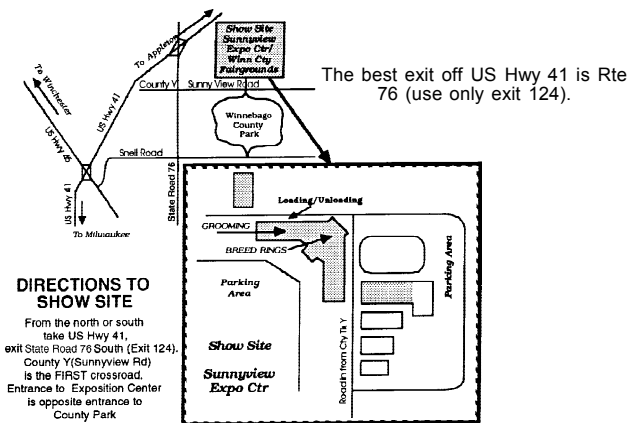 Show Site
Sunnyview
Expo Ctr/
Winn Cty
Fairgrounds
To Appleton
The best exit off US Hwy 41 is Rte
76 (use only exit 124).
To Winchester
County Y
Sunny View Road
US Hwy 41
Winnebago
County
Park
US Hwy 45
Snell Road
State Road 76
US Hwy 41
To Milwaukee
Loading/Unloading
GROOMING
BREED RINGS
Parking
Area
Parking Area
Show Site
Sunnyview
Expo Ctr
Road in from Cty Tk Y
DIRECTIONS TO
SHOW SITE
From the north or south
take US Hwy 41,
exit State Road 76 South (Exit 124).
County Y(Sunnyview Rd)
is the FIRST crossroad.
Entrance to Exposition Center
is opposite entrance to
County Park